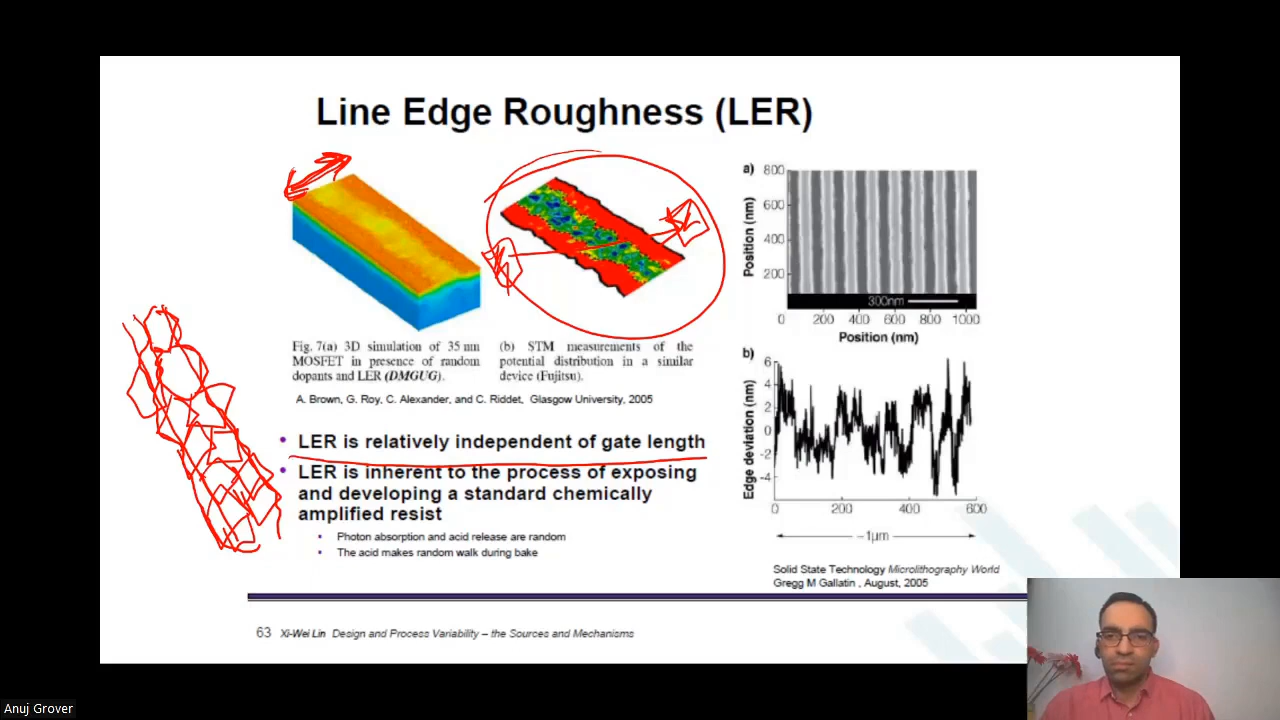 Line Edge Roughness (LER)
Fig. 7(a) 3D simulation of 35 nm
MOSFET in presence of random
dopants and LER (DMGUG).
(b) STM measurements of the
potential distribution in a similar
device (Fujitsu).
A. Brown, G. Roy, C. Alexander, and C. Riddet, Glasgow University, 2005
• LER is relatively independent of gate length
• LER is inherent to the process of exposing
and developing a standard chemically
amplified resist
• Photon absorption and acid release are random
• The acid makes random walk during bake
a)
Position (nm)
800
600
400
200
300nm
0 200 400 600 800 1000
Position (nm)
b)
Edge deviation (nm)
6
4
2
0
-2
-4
0 200 400 600
~1μm
Solid State Technology Microlithography World
Gregg M Gallatin , August, 2005
63 Xi-Wei Lin Design and Process Variability – the Sources and Mechanisms
Anuj Grover